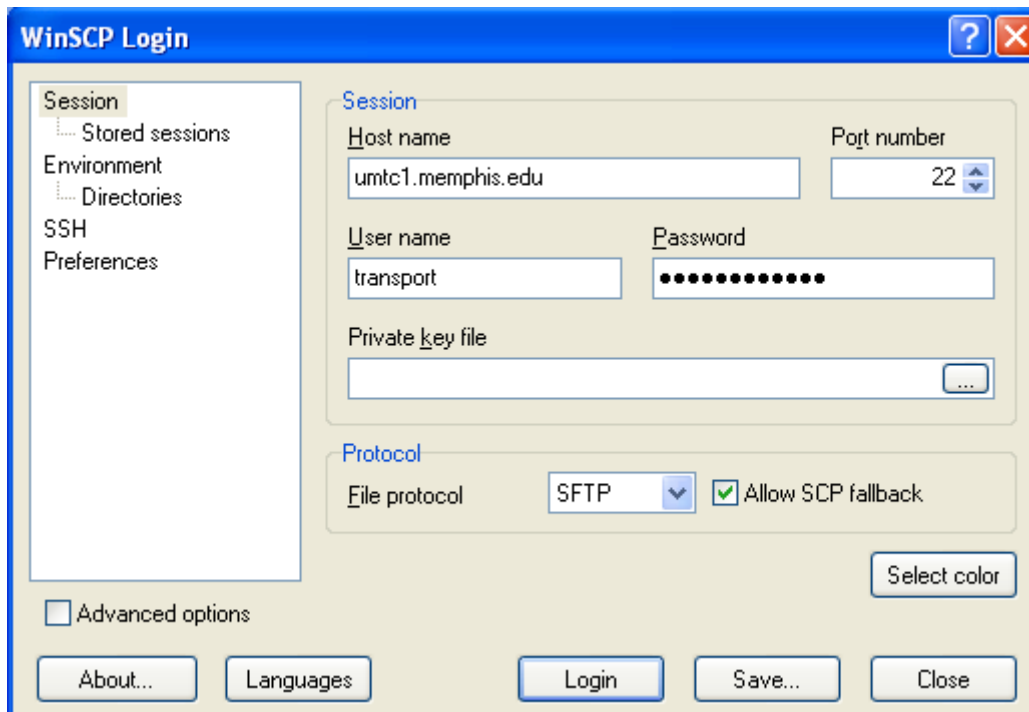 WinSCP Login
Session
Stored sessions
Environment
Directories
SSH
Preferences
Advanced options
Session
Host name
Port number
umtc1.memphis.edu
22
User name
Password
transport
●●●●●●●●●●●●
Private key file
...
Protocol
File protocol
SFTP
Allow SCP fallback
Select color
About...
Languages
Login
Save...
Close